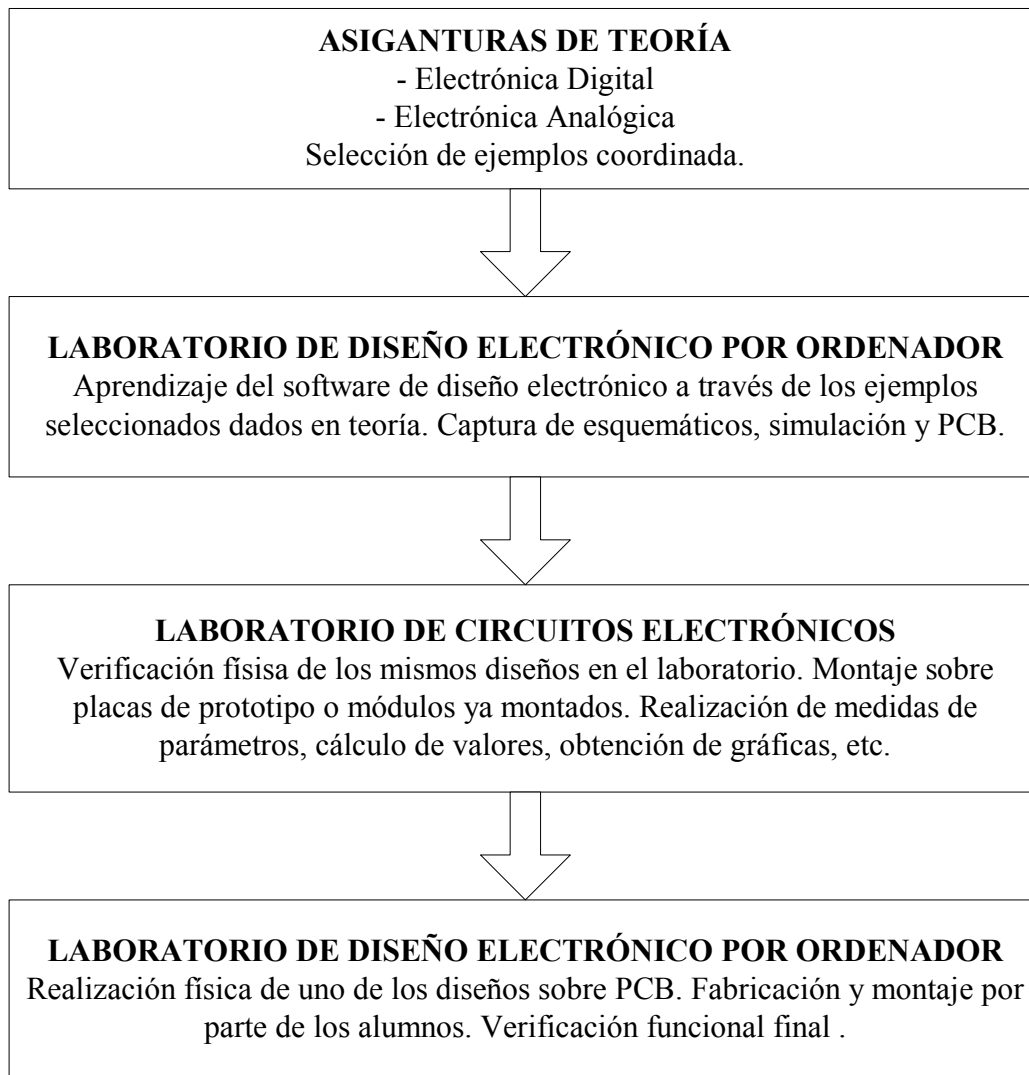 ASIGANTURAS DE TEORÍA
- Electrónica Digital
- Electrónica Analógica
Selección de ejemplos coordinada.
LABORATORIO DE DISEÑO ELECTRÓNICO POR ORDENADOR
Aprendizaje del software de diseño electrónico a través de los ejemplos
seleccionados dados en teoría. Captura de esquemáticos, simulación y PCB.
LABORATORIO DE CIRCUITOS ELECTRÓNICOS
Verificación físisa de los mismos diseños en el laboratorio. Montaje sobre
placas de prototipo o módulos ya montados. Realización de medidas de
parámetros, cálculo de valores, obtención de gráficas, etc.
LABORATORIO DE DISEÑO ELECTRÓNICO POR ORDENADOR
Realización física de uno de los diseños sobre PCB. Fabricación y montaje por
parte de los alumnos. Verificación funcional final .